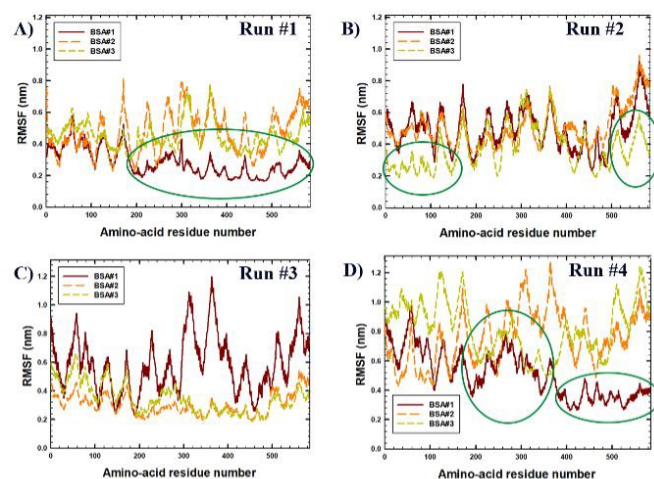 A) Run #1
BSA#1
BSA#2
BSA#3
RMSF (nm)
1.2
1.0
0.8
0.6
0.4
0.2
0.0
0 100 200 300 400 500
Amino-acid residue number
B) Run #2
BSA#1
BSA#2
BSA#3
RMSF (nm)
1.2
1.0
0.8
0.6
0.4
0.2
0.0
0 100 200 300 400 500
Amino-acid residue number
C) Run #3
BSA#1
BSA#2
BSA#3
RMSF (nm)
1.2
1.0
0.8
0.6
0.4
0.2
0.0
0 100 200 300 400 500
Amino-acid residue number
D) Run #4
BSA#1
BSA#2
BSA#3
RMSF (nm)
1.2
1.0
0.8
0.6
0.4
0.2
0.0
0 100 200 300 400 500
Amino-acid residue number